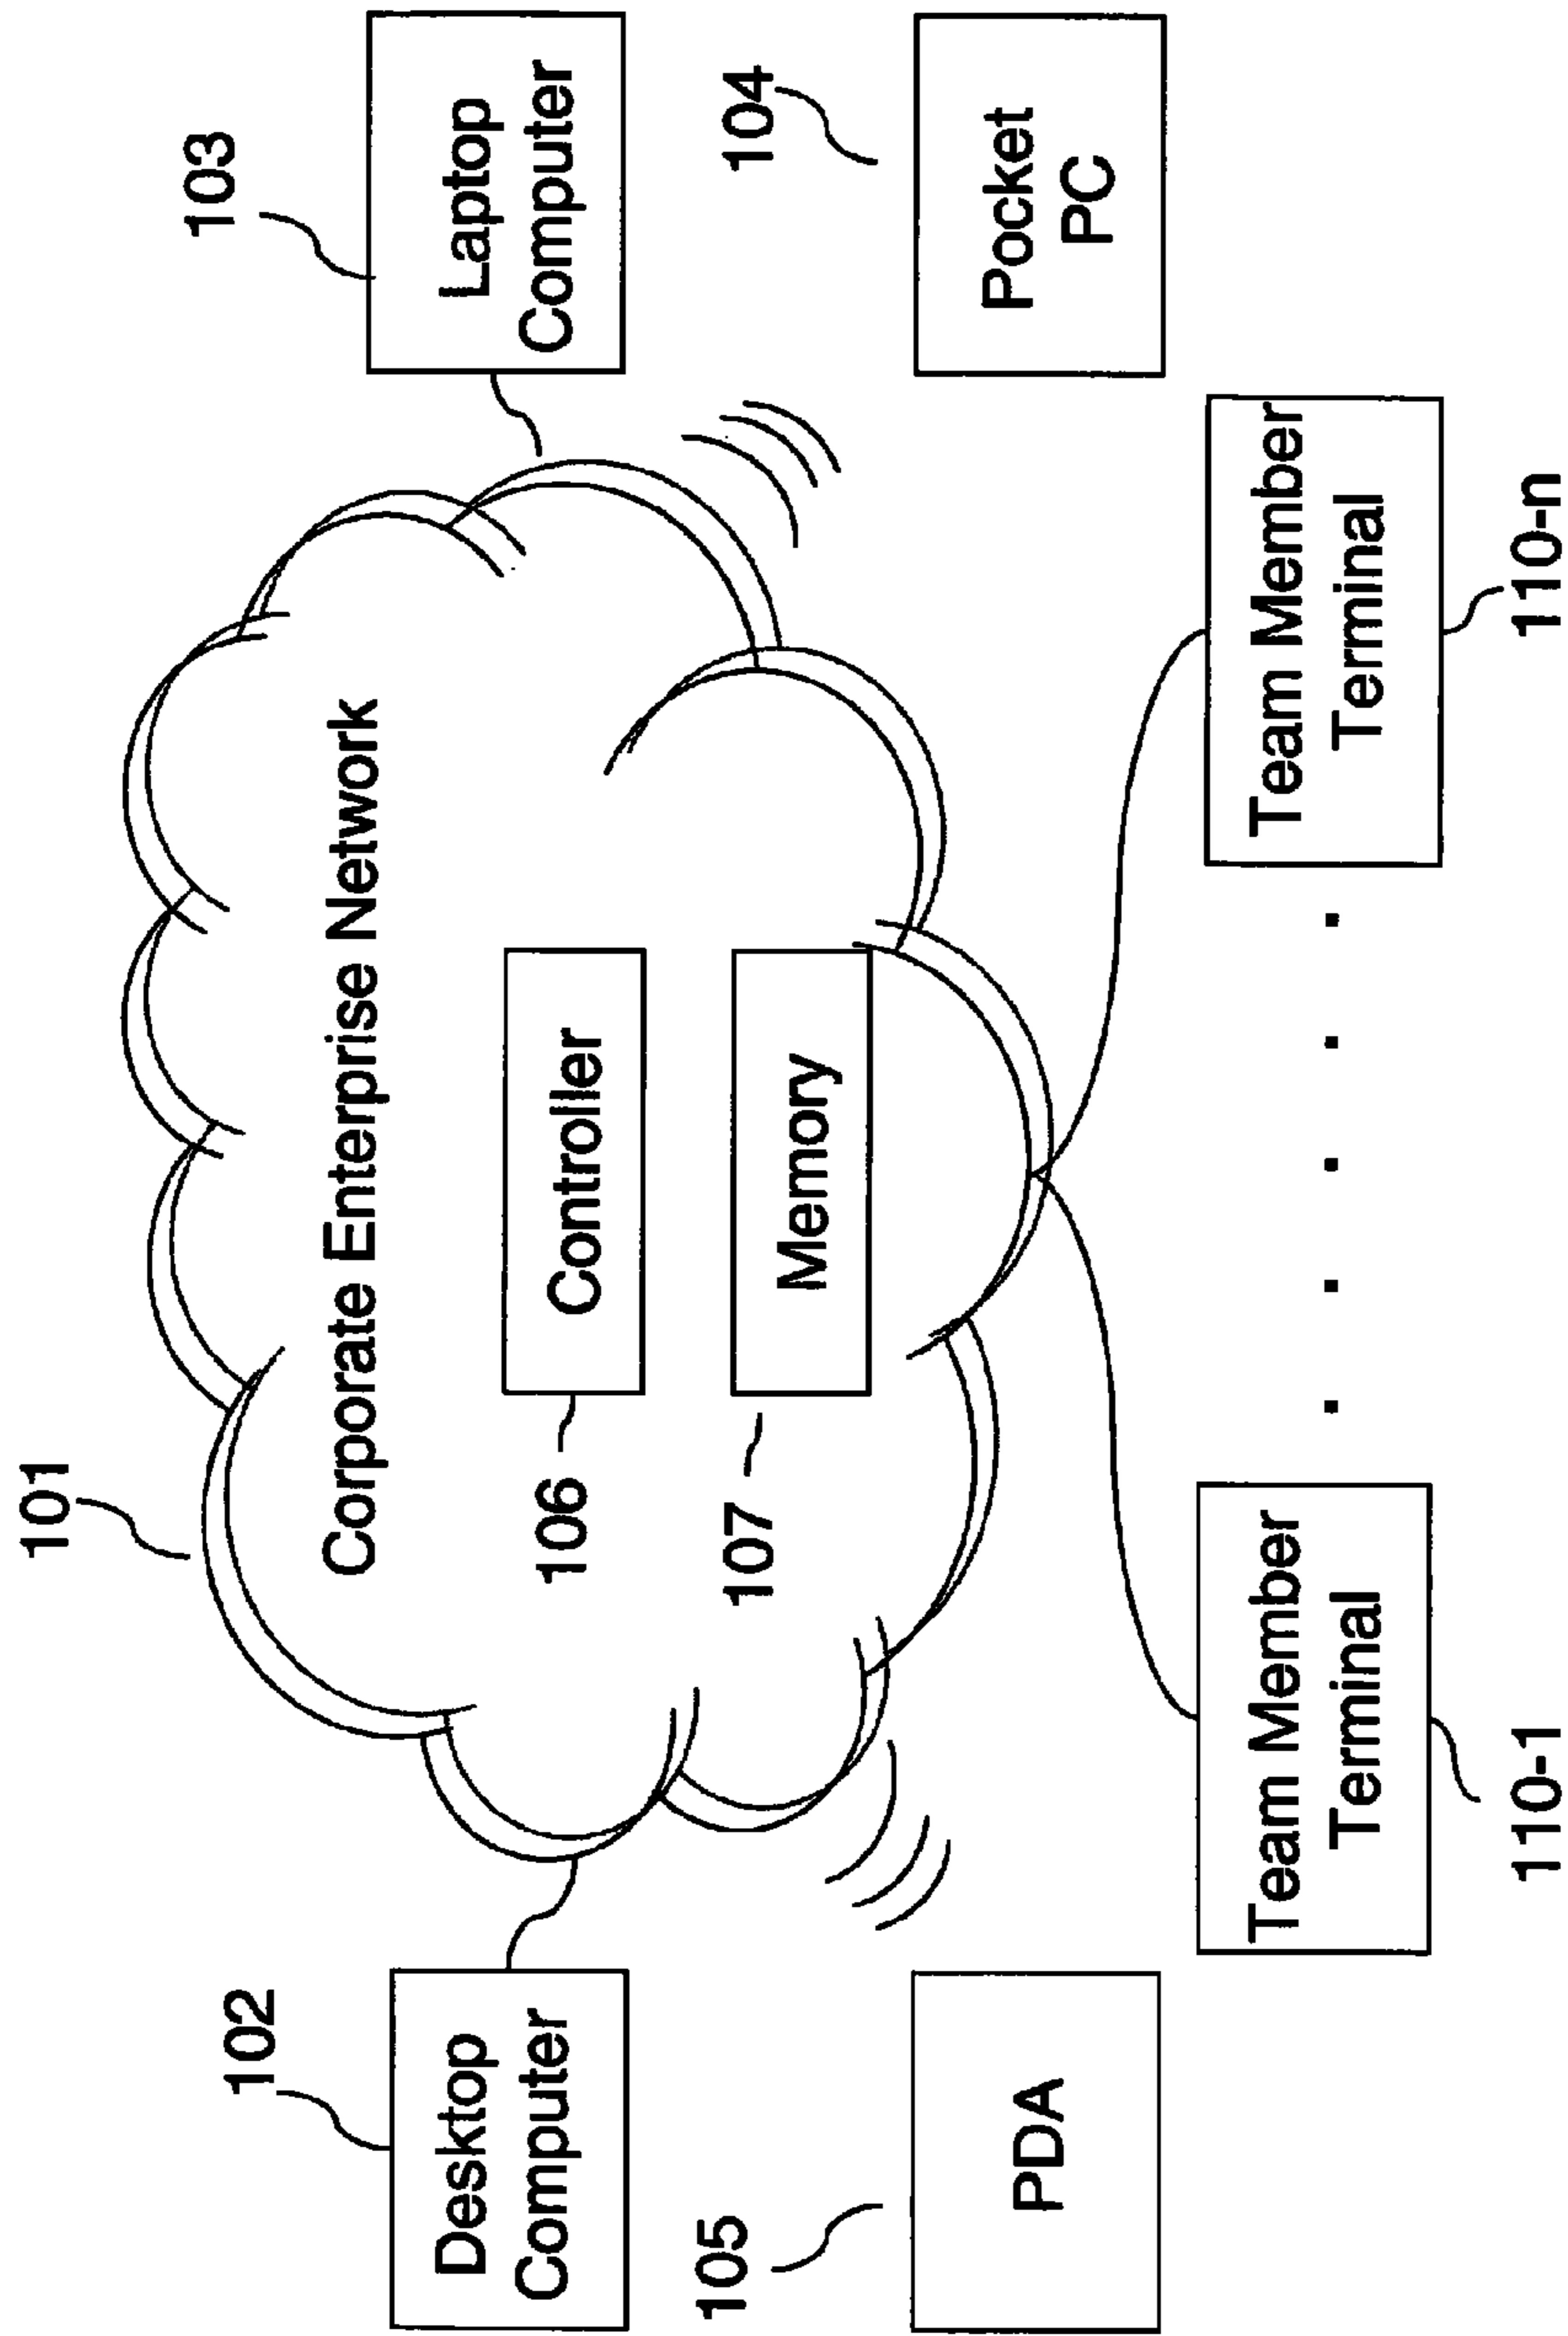 101
102
Desktop
Computer
103
Laptop
Computer
Corporate Enterprise Network
106
Controller
107
Memory
105
PDA
104
Pocket
PC
Team Member
Terminal
110-1
. . . . .
Team Member
Terminal
110-n